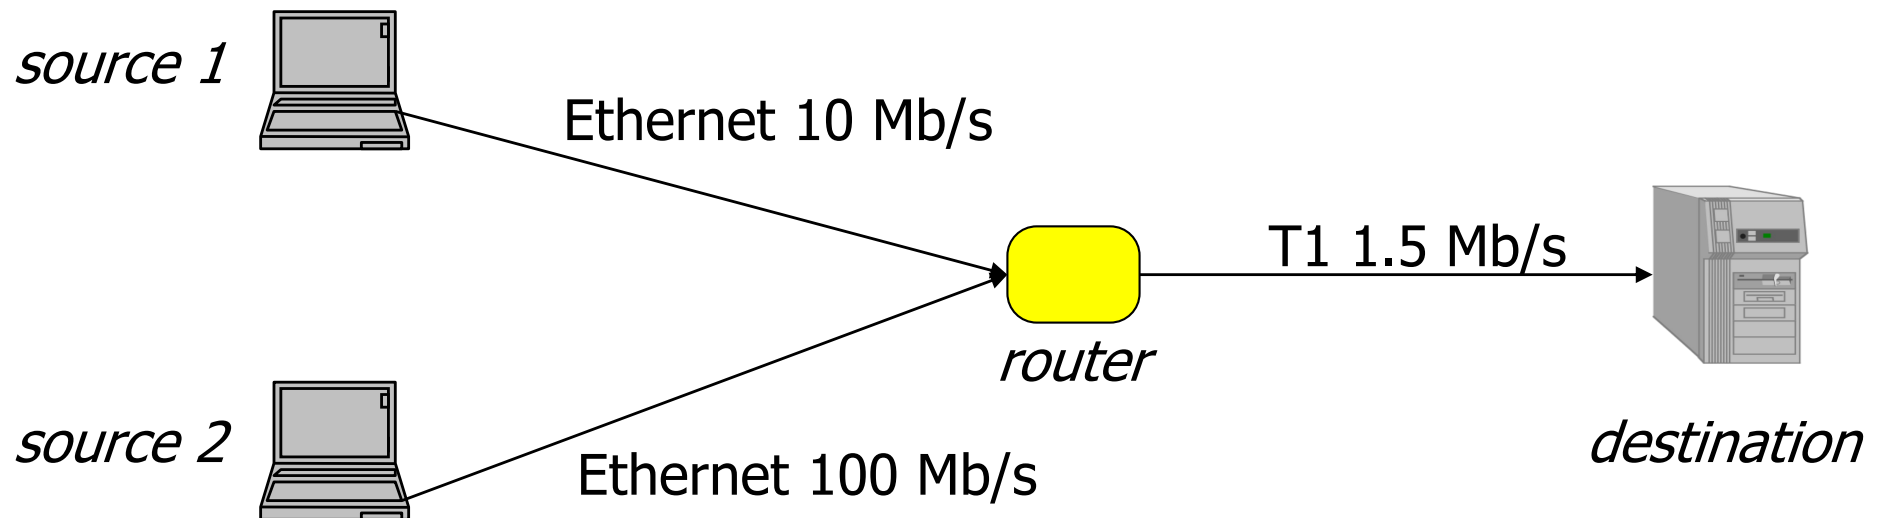 source 1
Ethernet 10 Mb/s
T1 1.5 Mb/s
router
source 2
Ethernet 100 Mb/s
destination